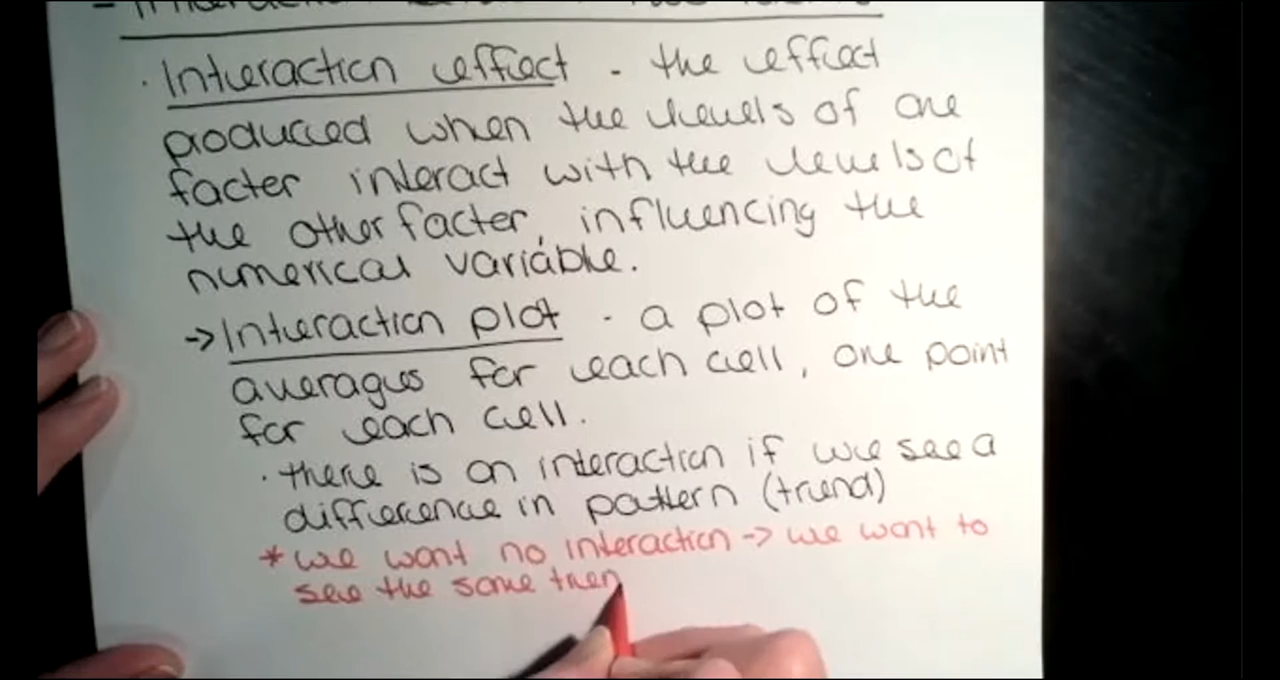 · Interaction effect - the effect
produced when the levels of one
factor interact with the levels of
the other factor, influencing the
numerical variable.
-> Interaction plot - a plot of the
averages for each cell, one point
for each cell.
· there is an interaction if we see a
difference in pattern (trend)
* we want no interaction -> we want to
see the same tren